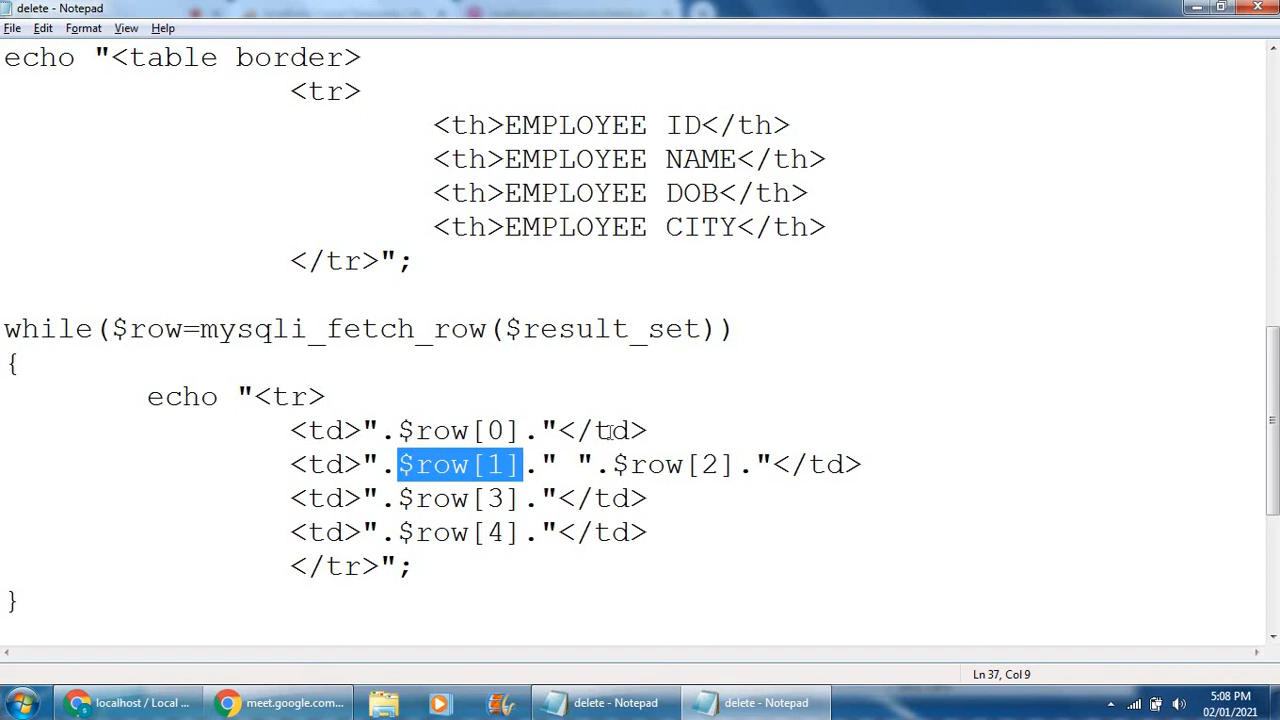 delete - Notepad
File Edit Format View Help
echo "<table border>
<tr>
<th>EMPLOYEE ID</th>
<th>EMPLOYEE NAME</th>
<th>EMPLOYEE DOB</th>
<th>EMPLOYEE CITY</th>
</tr>";
while($row=mysqli_fetch_row($result_set))
{
echo "<tr>
<td>".$row[0]."</td>
<td>".$row[1]." ".$row[2]."</td>
<td>".$row[3]."</td>
<td>".$row[4]."</td>
</tr>";
}
Ln 37, Col 9
localhost / Local ... meet.google.com... delete - Notepad delete - Notepad 5:08 PM
02/01/2021